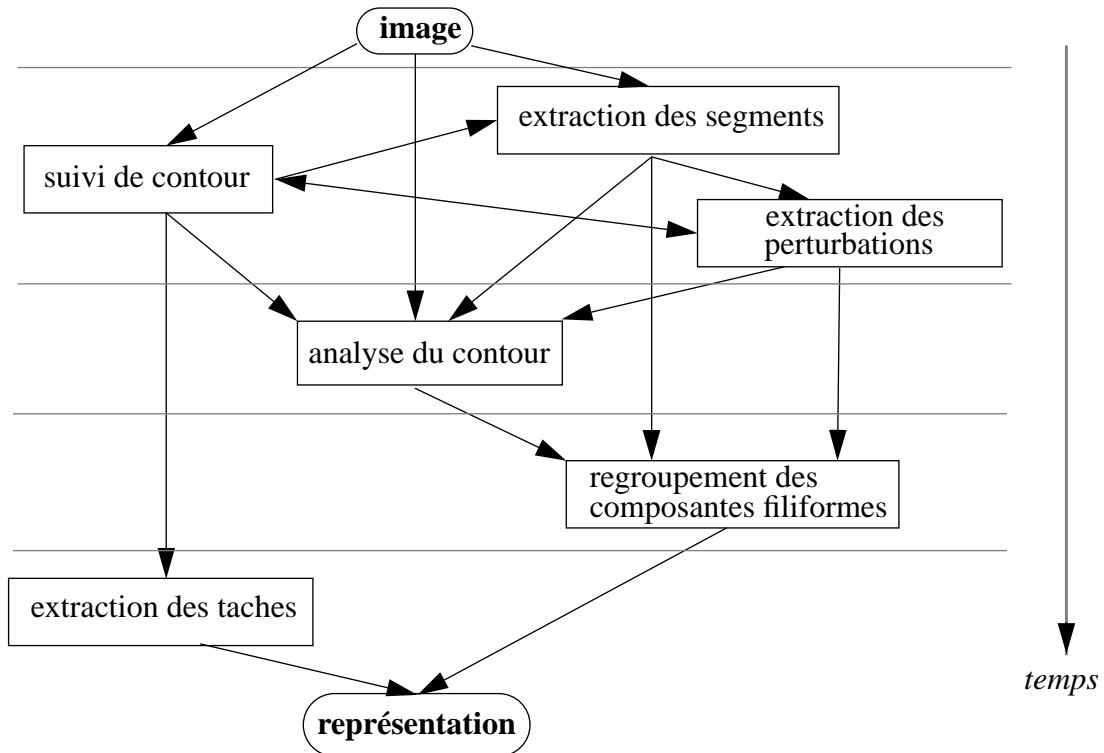 image
extraction des segments
suivi de contour
extraction des
perturbations
analyse du contour
regroupement des
composantes filiformes
extraction des taches
temps
représentation